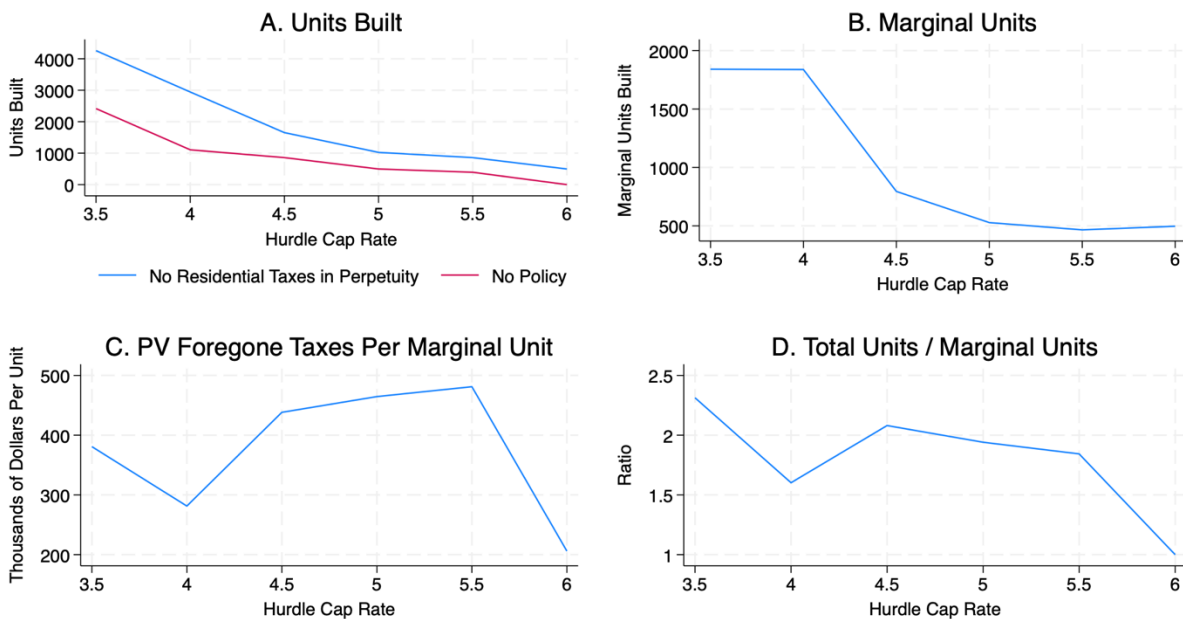 A. Units Built
Units Built
4000
3000
2000
1000
0
3.5 4 4.5 5 5.5 6
Hurdle Cap Rate
No Residential Taxes in Perpetuity No Policy
B. Marginal Units
Marginal Units Built
2000
1500
1000
500
3.5 4 4.5 5 5.5 6
Hurdle Cap Rate
C. PV Foregone Taxes Per Marginal Unit
Thousands of Dollars Per Unit
500
400
300
200
3.5 4 4.5 5 5.5 6
Hurdle Cap Rate
D. Total Units / Marginal Units
Ratio
2.5
2
1.5
1
3.5 4 4.5 5 5.5 6
Hurdle Cap Rate